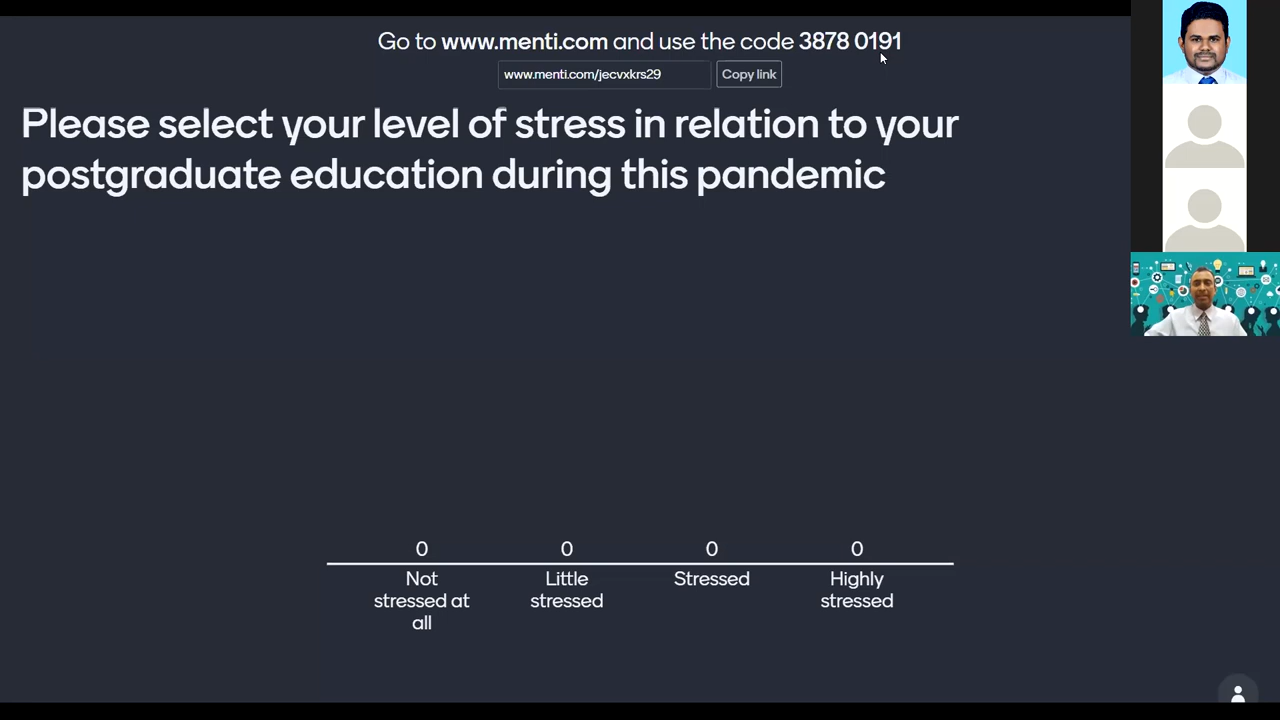 Go to www.menti.com and use the code 3878 0191
www.menti.com/jecvxkrs29
Copy link
Please select your level of stress in relation to your
postgraduate education during this pandemic
0 0 0 0
Not Little Stressed Highly
stressed at stressed stressed
all